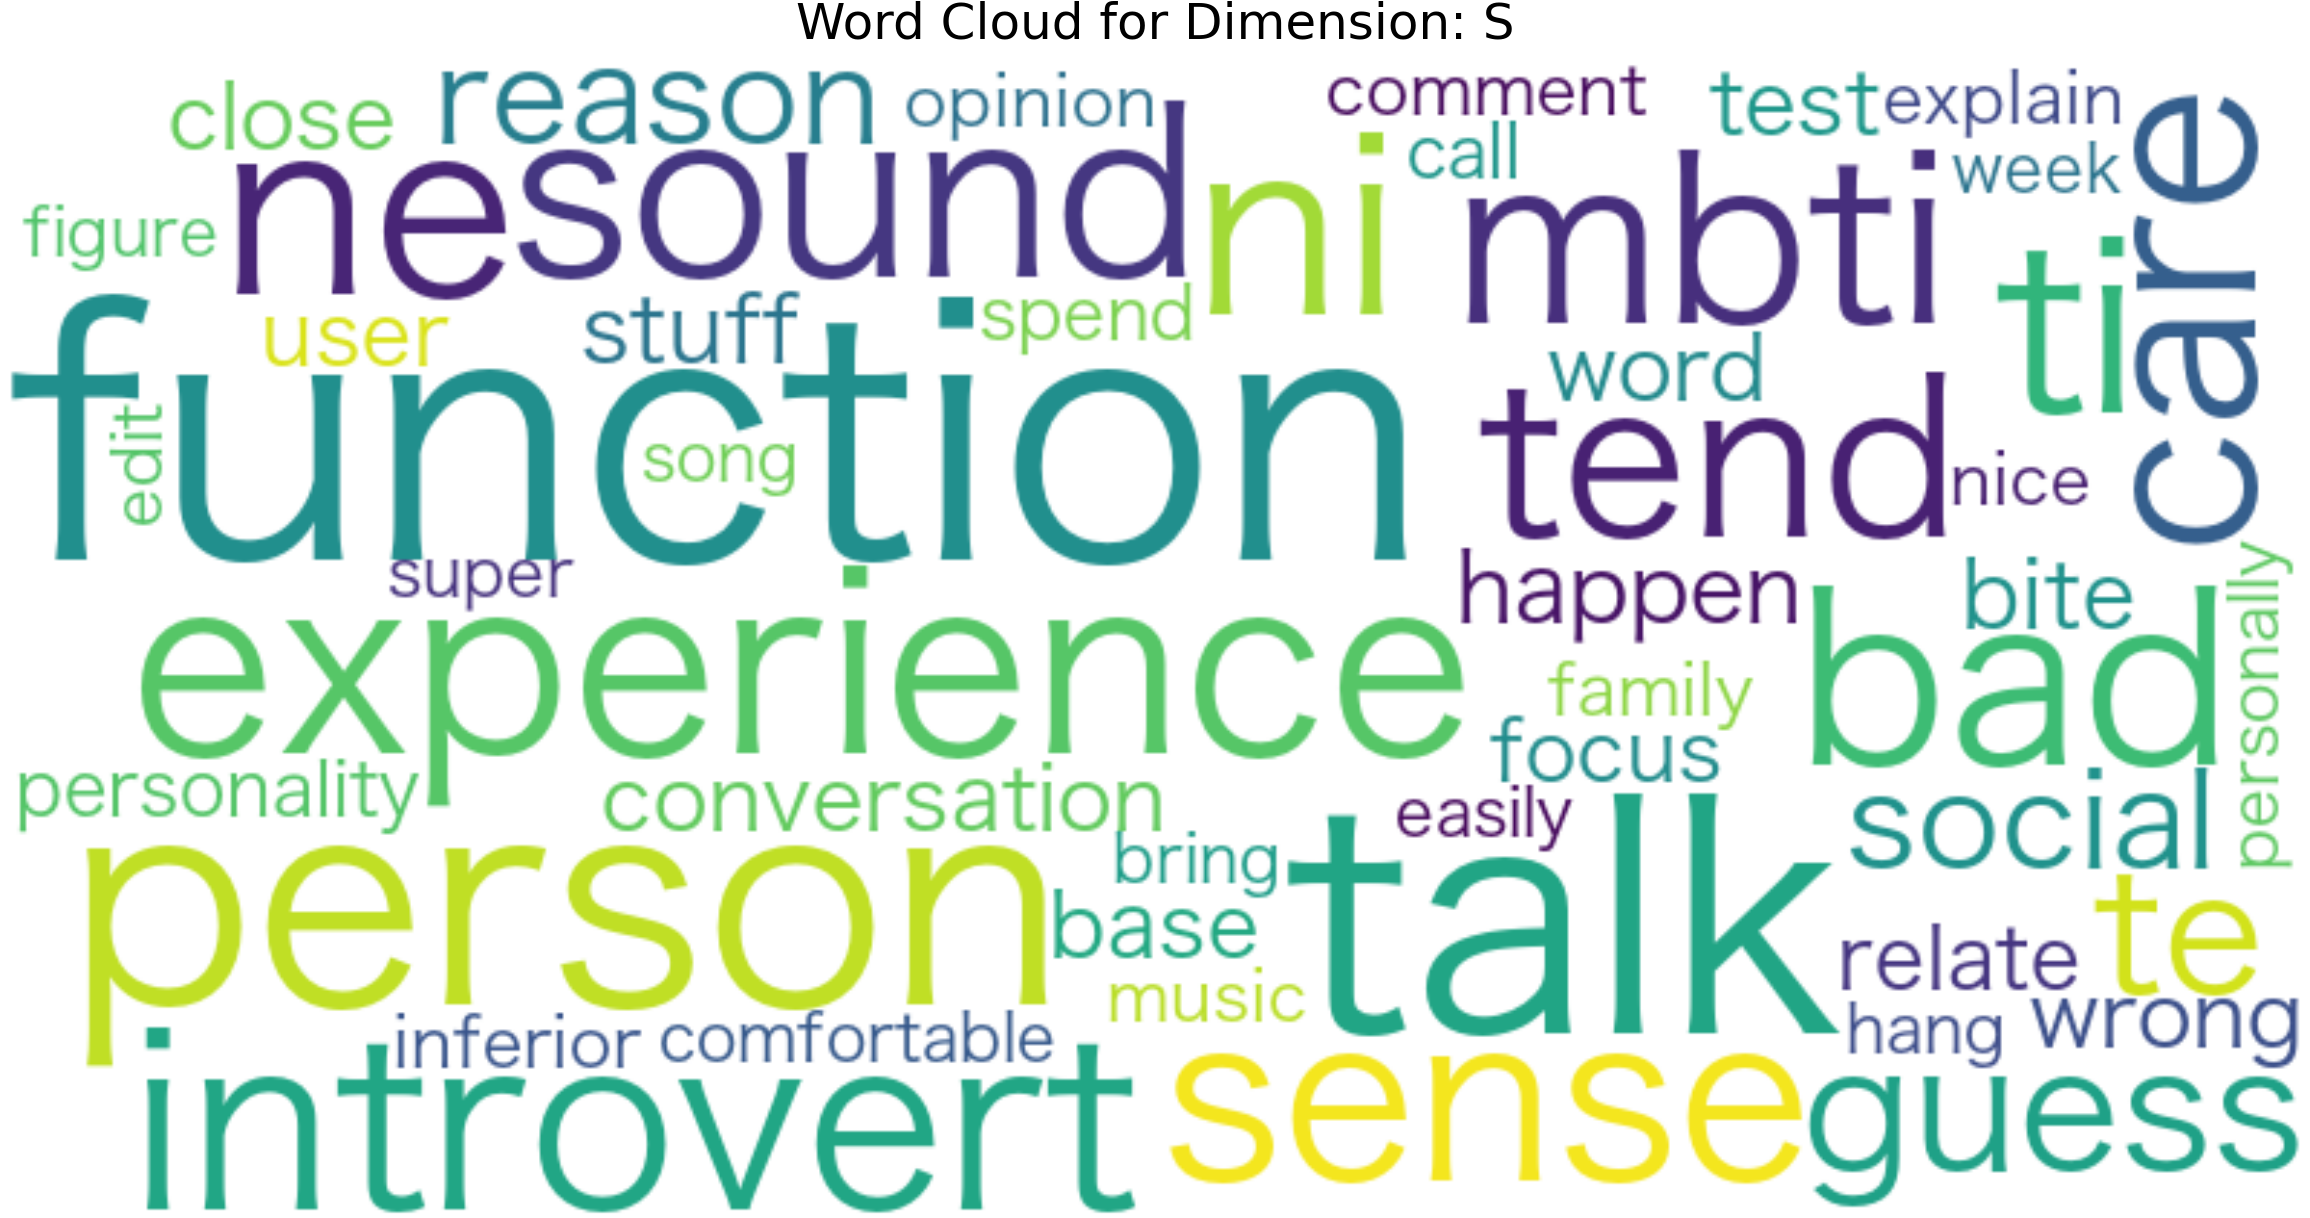 Word Cloud for Dimension: S
close
reason
opinion
comment
test
explain
call
week
care
figure
ne
sound
ni
mbti
ti
user
stuff
spend
word
function
edit
song
tend
nice
super
happen
bite
personally
experience
family
bad
focus
personality
conversation
easily
social
person
bring
talk
base
te
relate
music
inferior
comfortable
hang
wrong
introvert
sense
guess